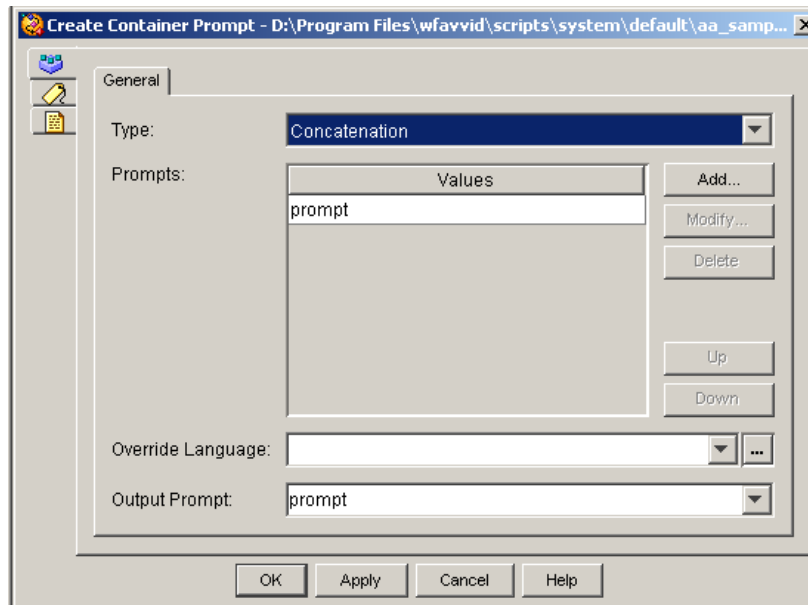 Create Container Prompt - D:\Program Files\wfavvid\scripts\system\default\aa_samp...
General
Type:
Concatenation
Prompts:
Values
Add...
prompt
Modify...
Delete
Up
Down
Override Language:
...
Output Prompt:
prompt
OK
Apply
Cancel
Help